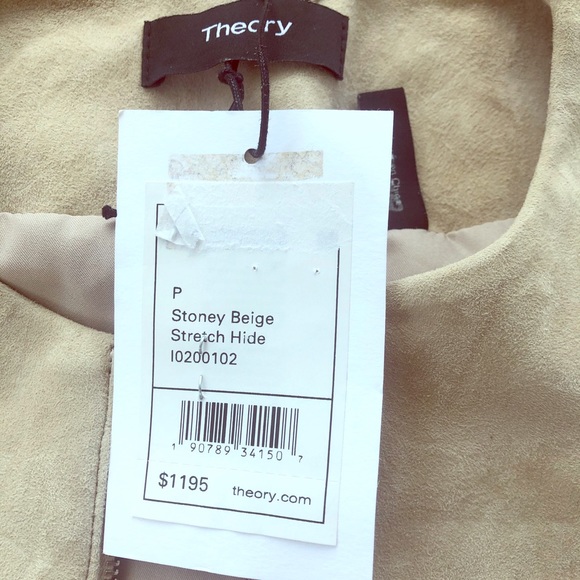 Theory
P
Stoney Beige
Stretch Hide
I0200102
1 90789 34150 7
$1195 theory.com